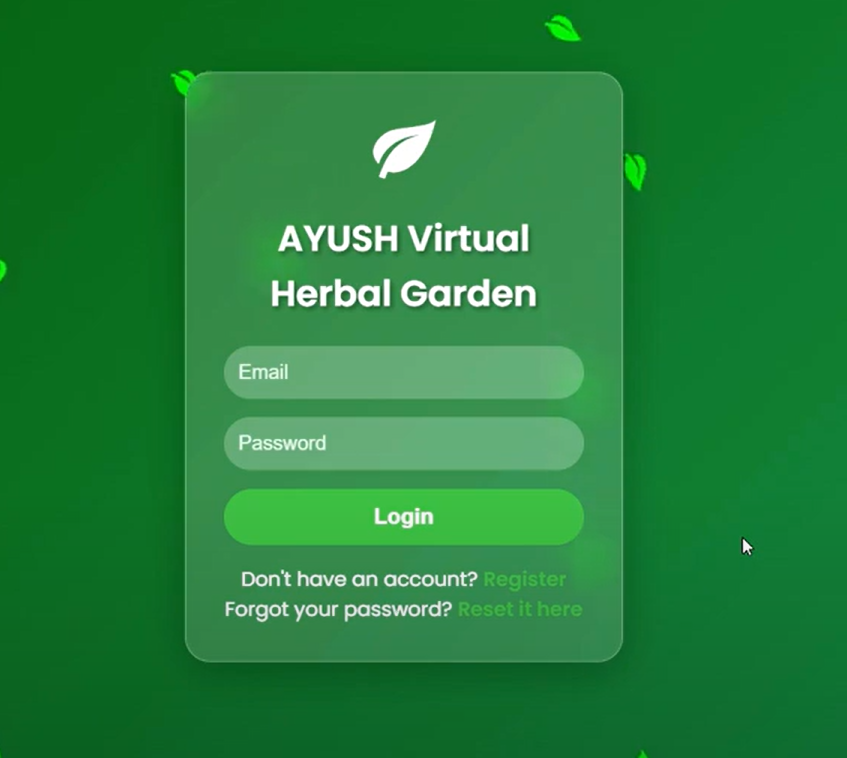 AYUSH Virtual
Herbal Garden
Email
Password
Login
Don't have an account? Register
Forgot your password? Reset it here